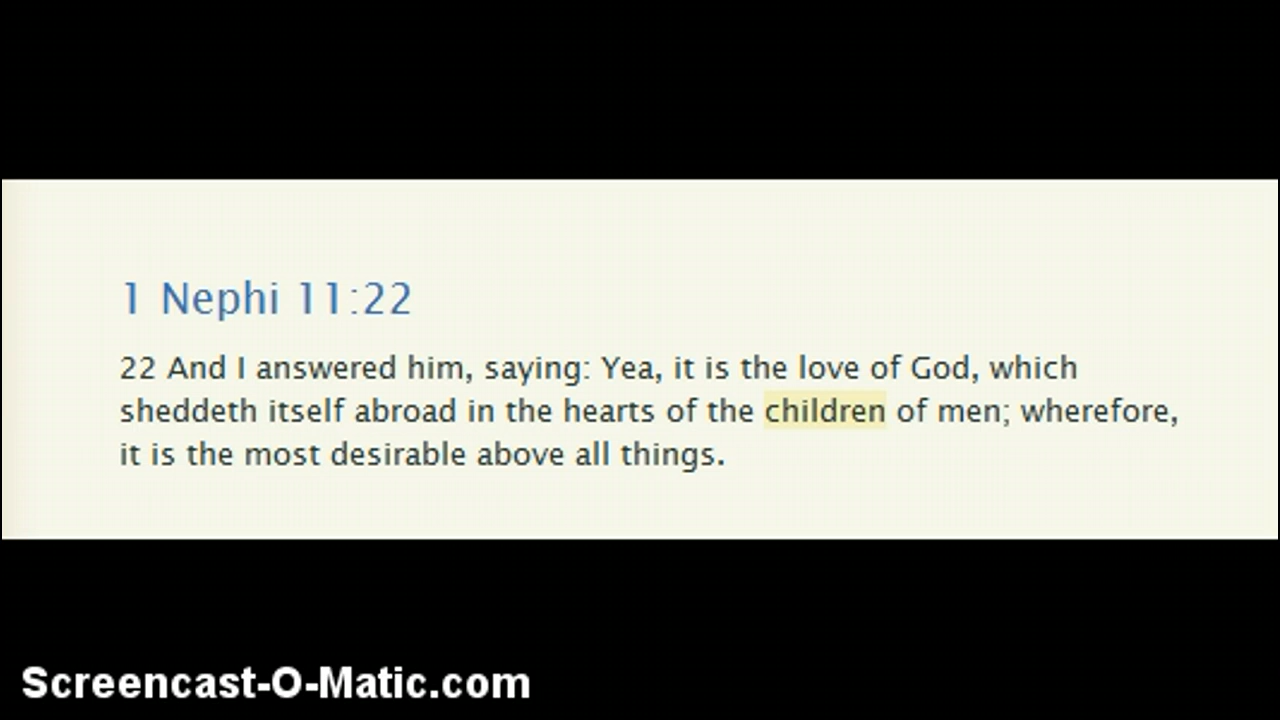 1 Nephi 11:22
22 And I answered him, saying: Yea, it is the love of God, which
sheddeth itself abroad in the hearts of the children of men; wherefore,
it is the most desirable above all things.
Screencast-O-Matic.com